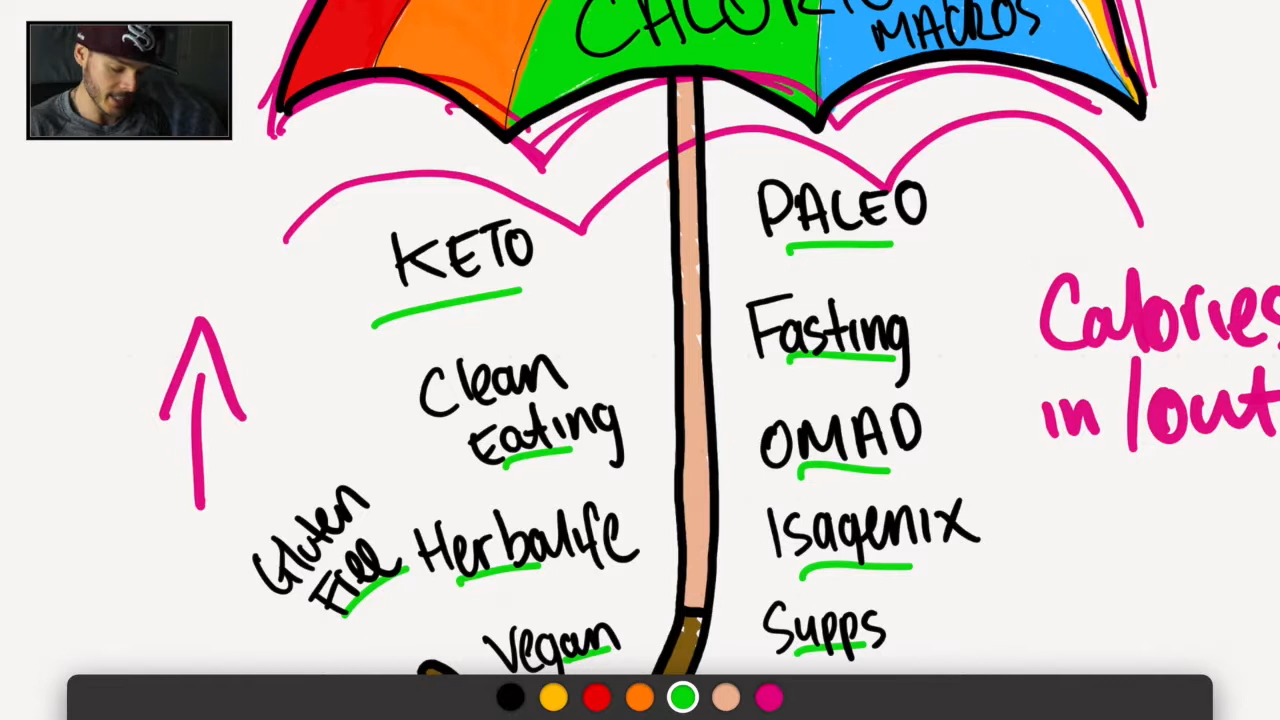 MACROS
KETO
Clean
Eating
Gluten
Free
Herbalife
Vegan
PALEO
Fasting
OMAD
Isagenix
Supps
Calories
in/out